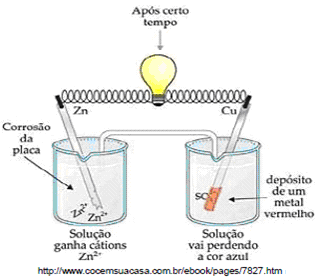 Após certo
tempo
Zn
Cu
Corrosão
da
placa
Zn²⁺
Zn²⁺
depósito
de um
metal
vermelho
Solução
ganha cátions
Zn²⁺
Solução
vai perdendo
a cor azul
http://www.cocemsuacasa.com.br/ebook/pages/7827.htm